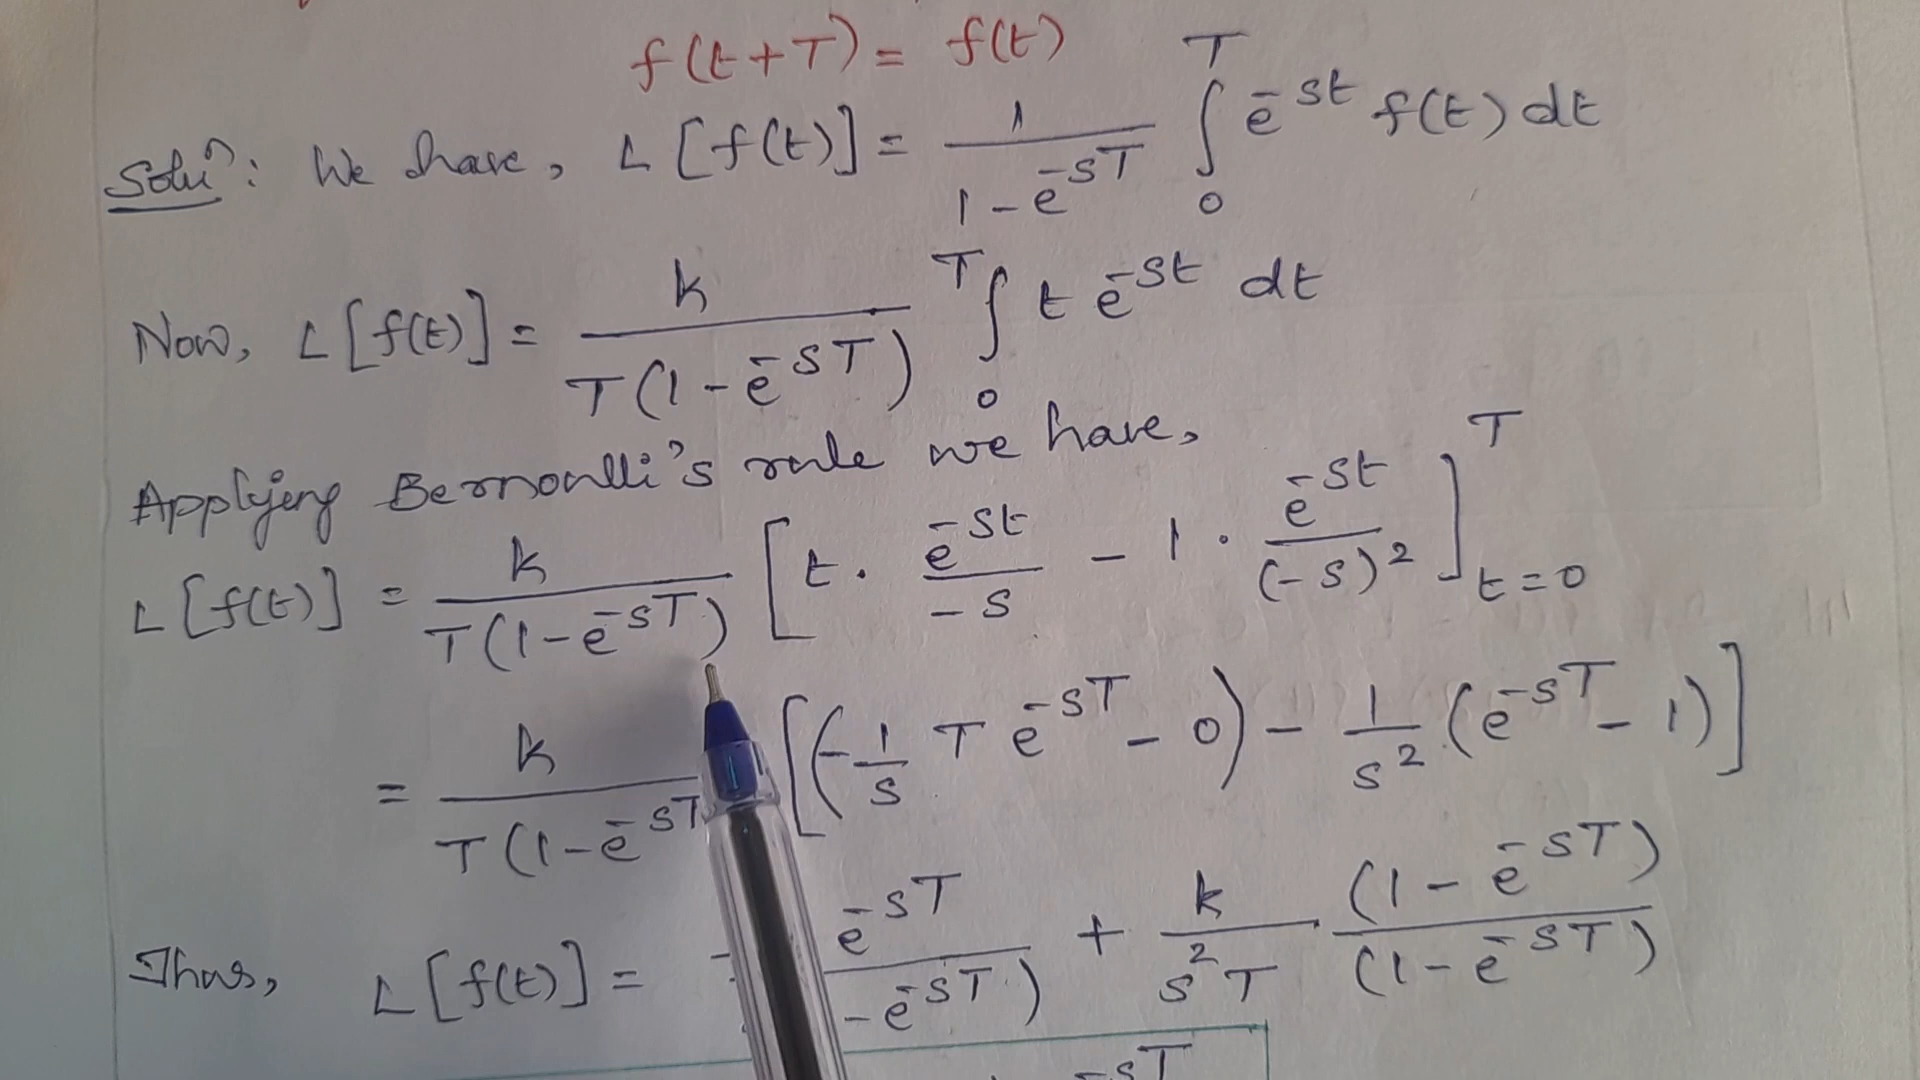 f(t+T) = f(t)
Soluⁿ: We have, L[f(t)] = 1/(1-e^-sT) ∫_0^T e^-st f(t) dt
Now, L[f(t)] = k/(T(1-e^-sT)) ∫_0^T t e^-st dt
Applying Bernoulli's rule we have,
L[f(t)] = k/(T(1-e^-sT)) [t. e^-st/-s - 1. e^-st/(-s)^2]_{t=0}^T
= k/(T(1-e^-sT [(-1/s T e^-sT - 0) - 1/s^2 (e^-sT - 1)]
Thus, L[f(t)] = e^-sT/-e^-sT) + k/(s^2 T) (1-e^-sT)/(1-e^-sT)
-sT